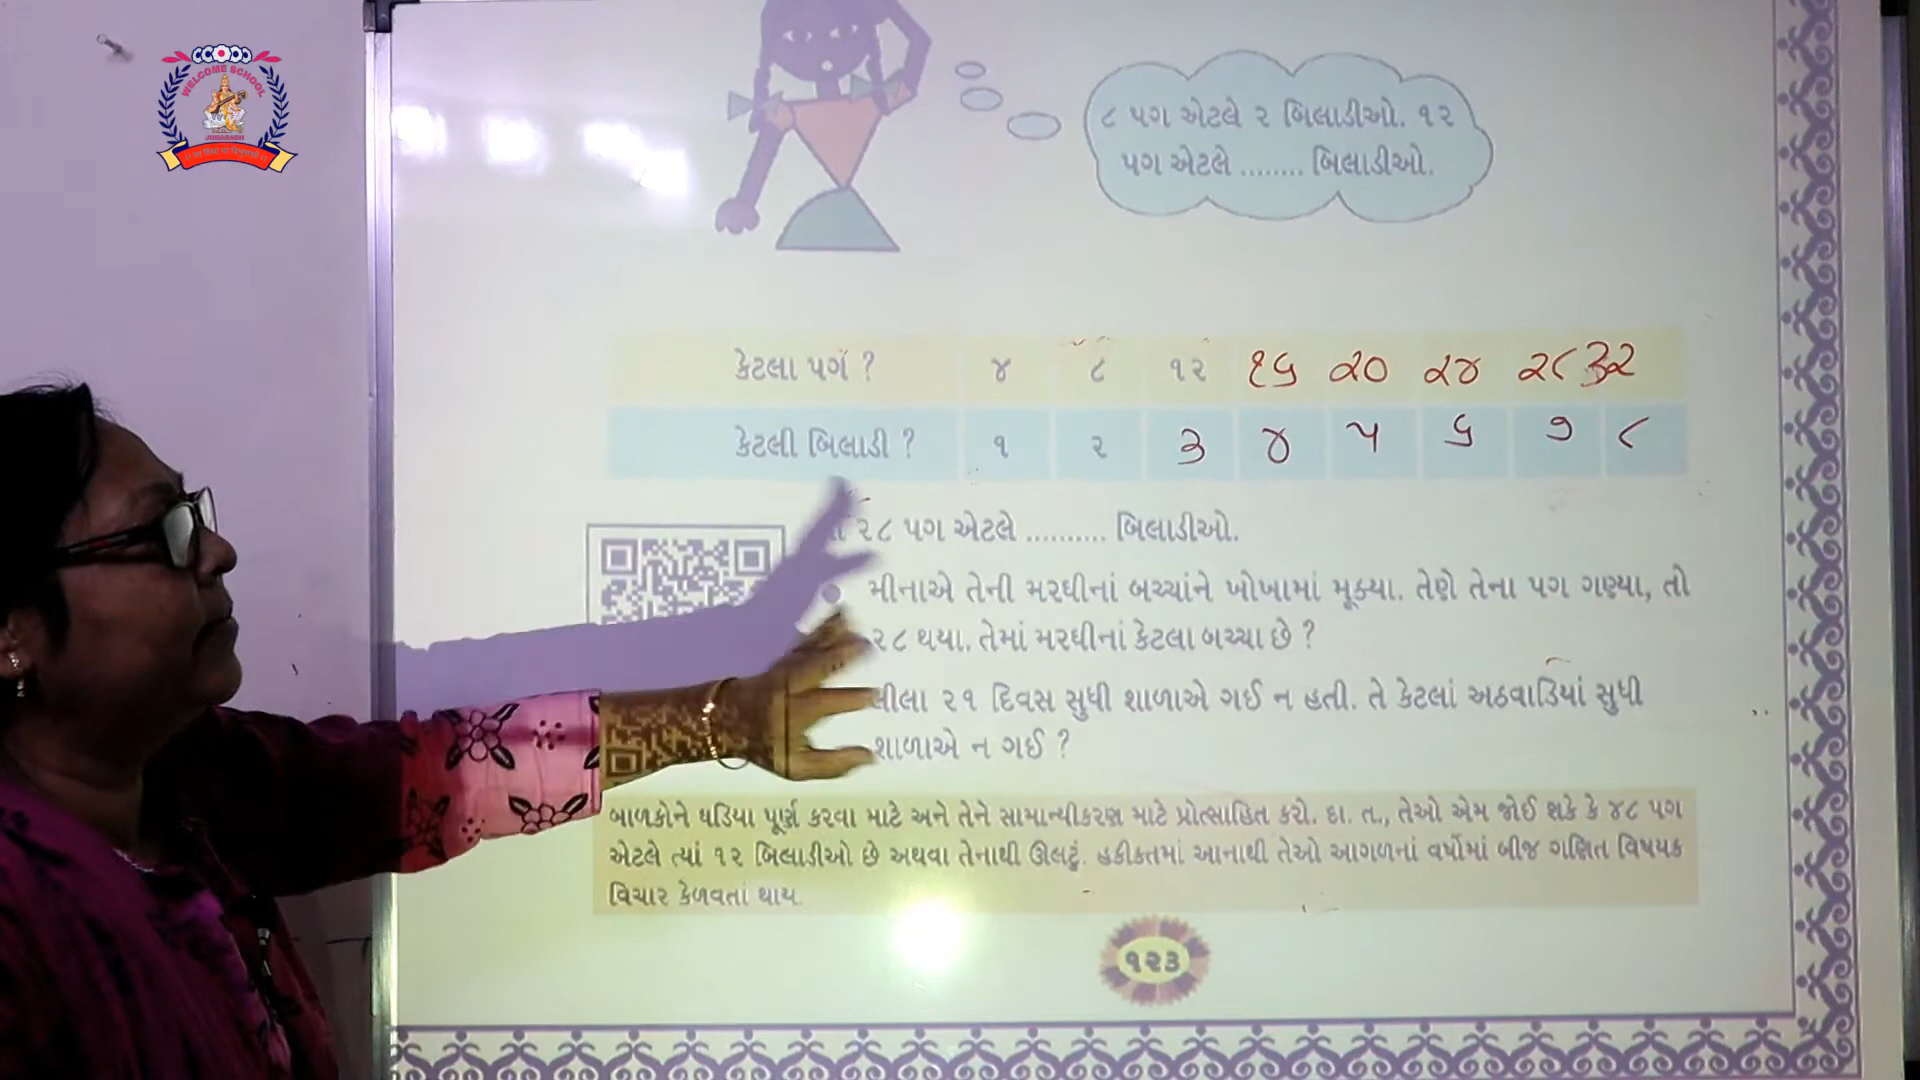 WELCOME SCHOOL
JUNAGADH
૮ પગ એટલે ૨ બિલાડીઓ. ૧૨
પગ એટલે ........ બિલાડીઓ.
કેટલા પગ ? ૪ ૮ ૧૨ ૧૬ ૨૦ ૨૪ ૨૮ ૩૨
કેટલી બિલાડી ? ૧ ૨ ૩ ૪ ૫ ૬ ૭ ૮
૨૮ પગ એટલે .......... બિલાડીઓ.
મીનાએ તેની મરઘીનાં બચ્ચાંને ખોખામાં મૂક્યા. તેણે તેના પગ ગણ્યા, તો
૨૮ થયા. તેમાં મરઘીનાં કેટલા બચ્ચા છે ?
લીલા ૨૧ દિવસ સુધી શાળાએ ગઈ ન હતી. તે કેટલાં અઠવાડિયાં સુધી
શાળાએ ન ગઈ ?
બાળકોને ઘડિયા પૂર્ણ કરવા માટે અને તેને સામાન્યીકરણ માટે પ્રોત્સાહિત કરો. દા. ત., તેઓ એમ જોઈ શકે કે ૪૮ પગ
એટલે ત્યાં ૧૨ બિલાડીઓ છે અથવા તેનાથી ઊલટું. હકીકતમાં આનાથી તેઓ આગળનાં વર્ષોમાં બીજ ગણિત વિષયક
વિચાર કેળવતાં થાય.
૧૨૩